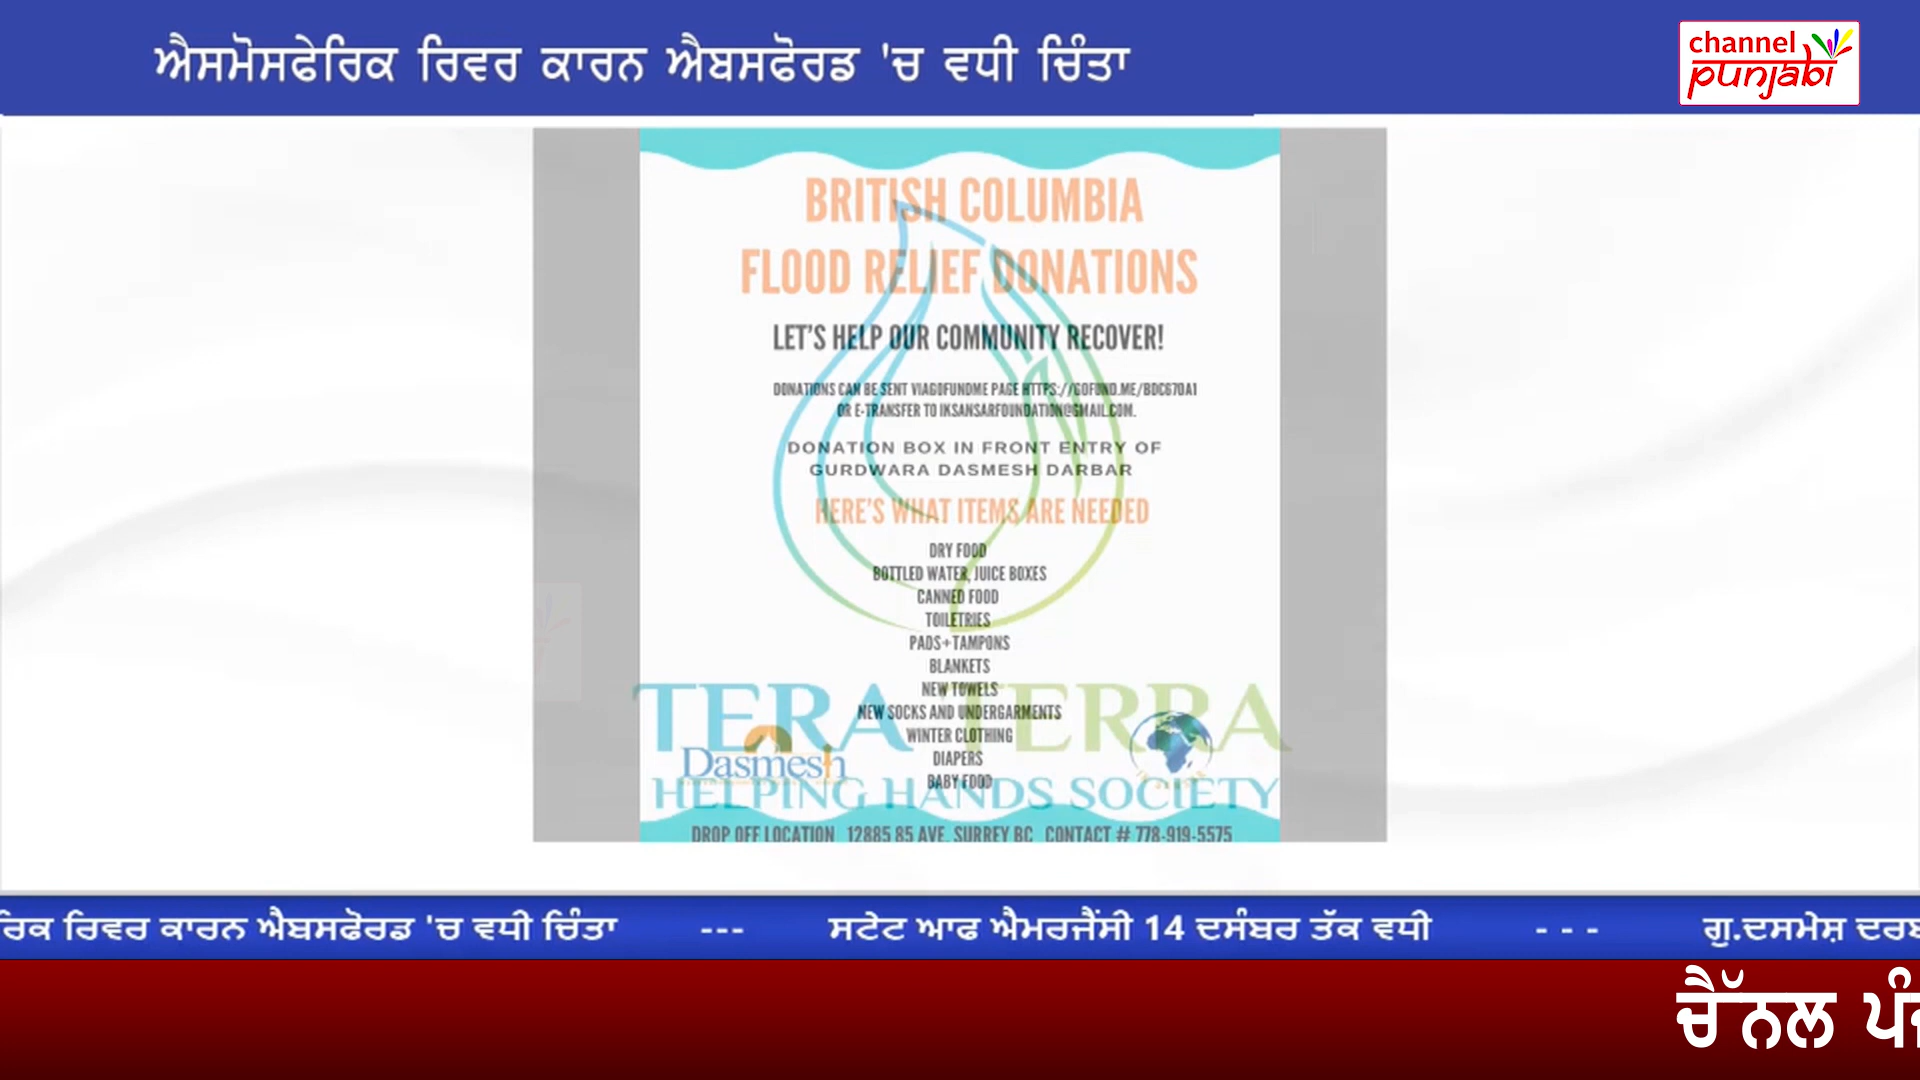 ਐਸਮੋਸਫੇਰਿਕ ਰਿਵਰ ਕਾਰਨ ਐਬਸਫੋਰਡ 'ਚ ਵਧੀ ਚਿੰਤਾ
channel
punjabi
BRITISH COLUMBIA
FLOOD RELIEF DONATIONS
LET'S HELP OUR COMMUNITY RECOVER!
DONATIONS CAN BE SENT VIAGOFUNDME PAGE HTTPS://GOFUND.ME/BDC670A1
OR E-TRANSFER TO IKSANSARFOUNDATION@GMAIL.COM.
DONATION BOX IN FRONT ENTRY OF
GURDWARA DASMESH DARBAR
HERE'S WHAT ITEMS ARE NEEDED
DRY FOOD
BOTTLED WATER, JUICE BOXES
CANNED FOOD
TOILETRIES
PADS+TAMPONS
BLANKETS
NEW TOWELS
NEW SOCKS AND UNDERGARMENTS
WINTER CLOTHING
DIAPERS
BABY FOOD
TERA TERRA
Dasmesh
HELPING HANDS SOCIETY
DROP OFF LOCATION 12885 85 AVE. SURREY BC CONTACT # 778-919-5575
ਰਿਕ ਰਿਵਰ ਕਾਰਨ ਐਬਸਫੋਰਡ 'ਚ ਵਧੀ ਚਿੰਤਾ --- ਸਟੇਟ ਆਫ ਐਮਰਜੈਂਸੀ 14 ਦਸੰਬਰ ਤੱਕ ਵਧੀ - - - ਗੁ.ਦਸਮੇਸ਼ ਦਰਬ
ਚੈੱਨਲ ਪੰ